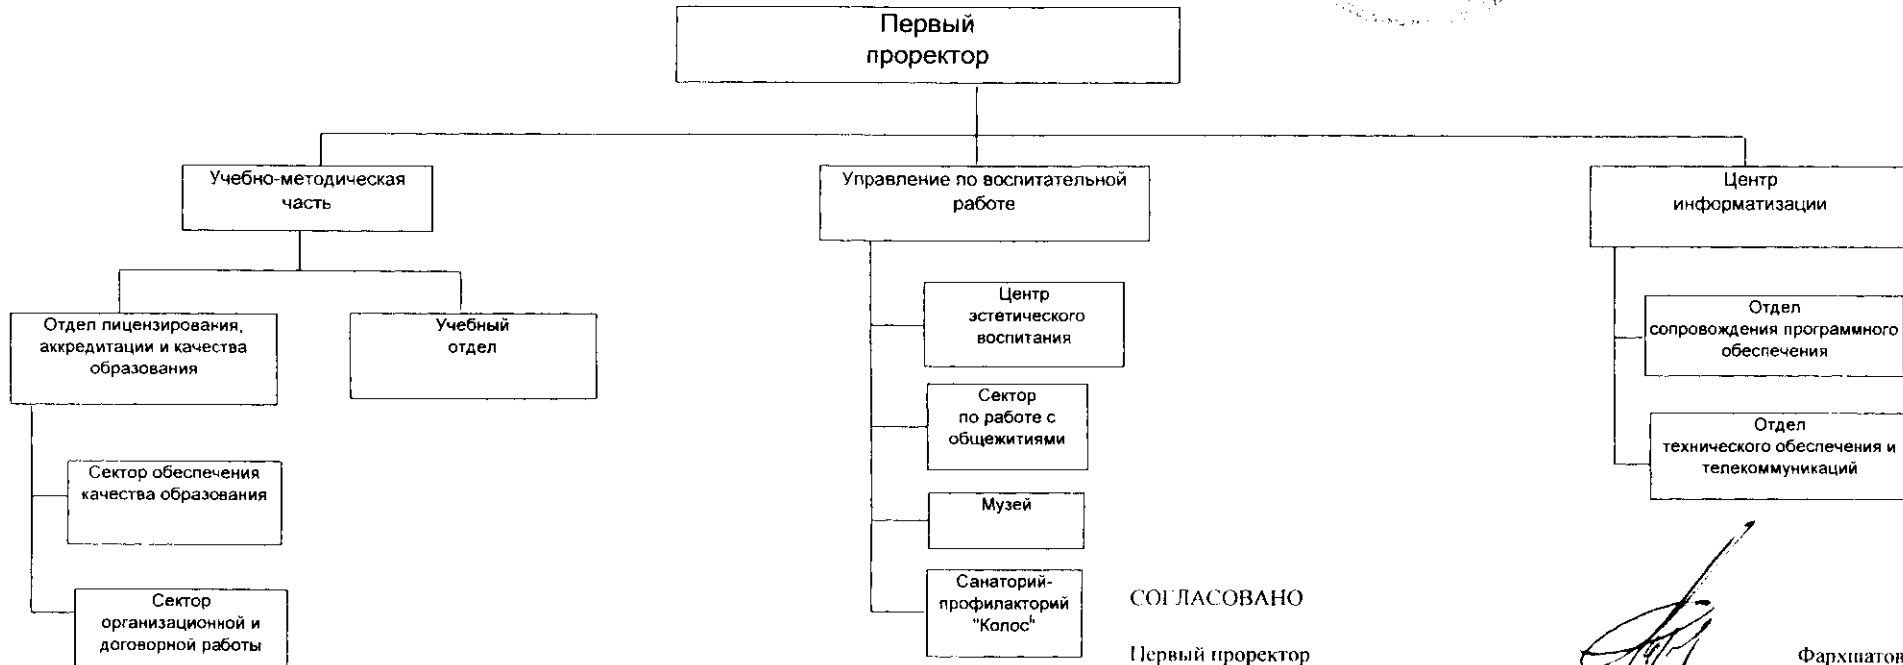 Первый
проректор
Учебно-методическая
часть
Управление по воспитательной
работе
Центр
информатизации
Отдел лицензирования,
аккредитации и качества
образования
Учебный
отдел
Центр
эстетического
воспитания
Отдел
сопровождения программного
обеспечения
Сектор
по работе с
общежитиями
Отдел
технического обеспечения и
телекоммуникаций
Сектор обеспечения
качества образования
Музей
Сектор
организационной и
договорной работы
Санаторий-
профилакторий
"Колос"
СОГЛАСОВАНО
Первый проректор
Фархшатов